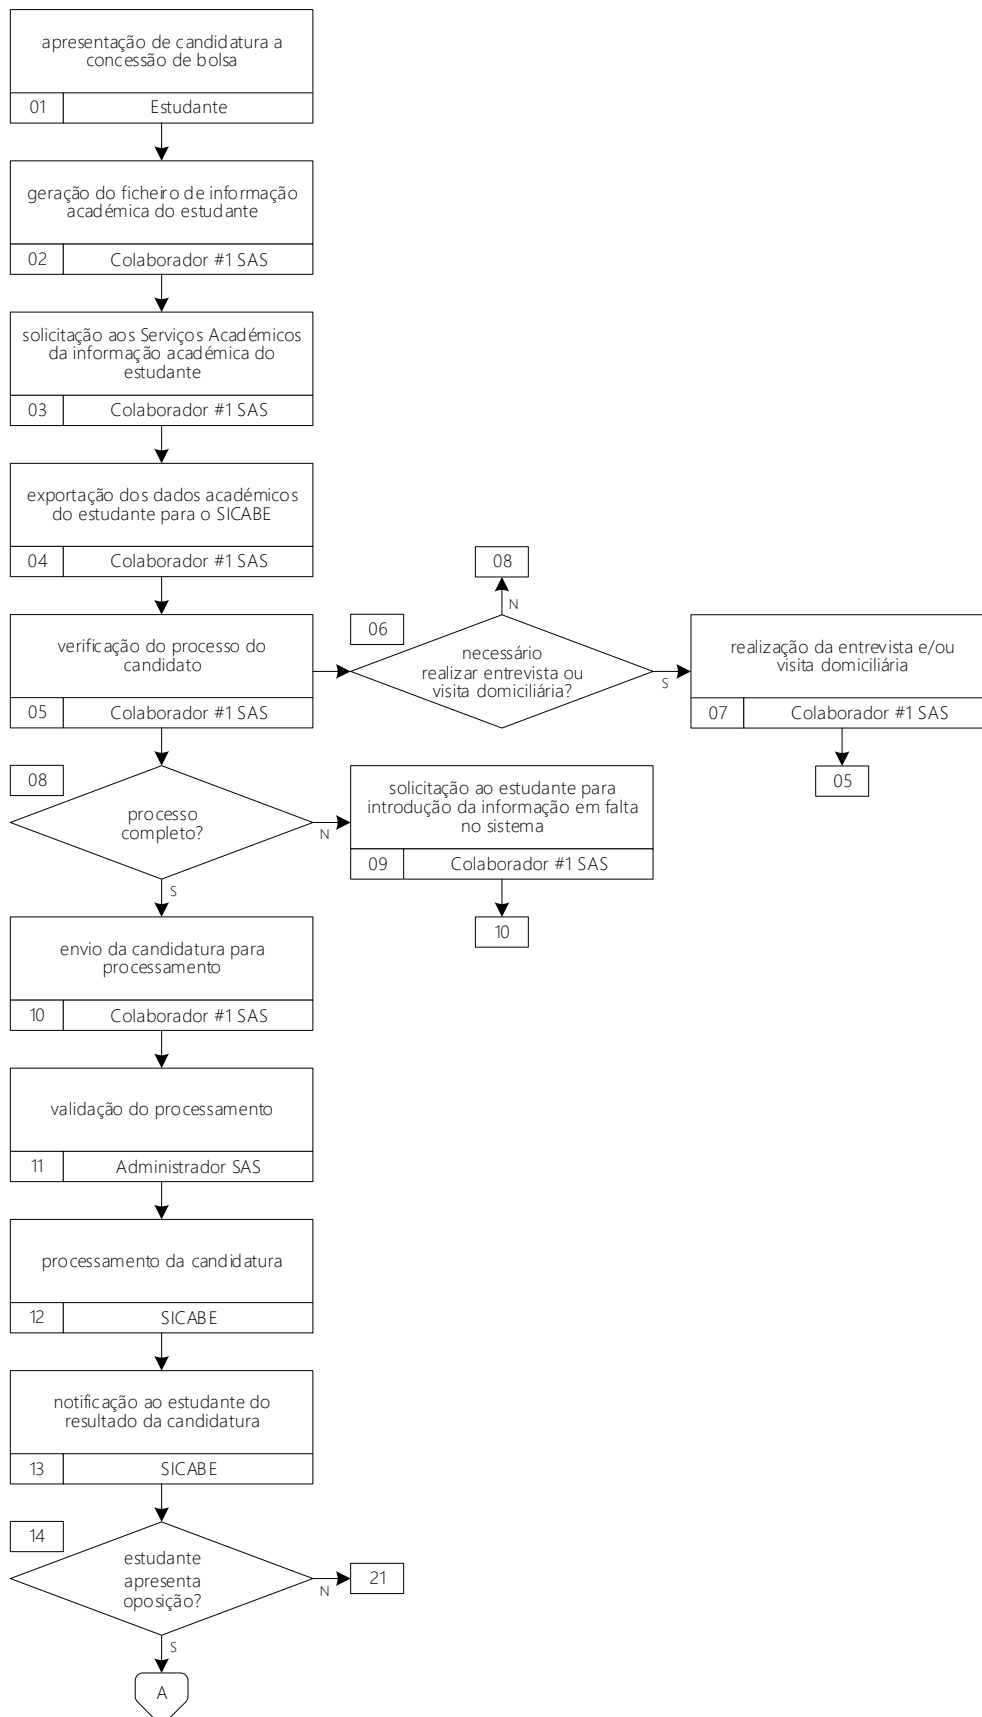 apresentação de candidatura a
concessão de bolsa
01
Estudante
geração do ficheiro de informação
académica do estudante
02
Colaborador #1 SAS
solicitação aos Serviços Académicos
da informação académica do
estudante
03
Colaborador #1 SAS
exportação dos dados académicos
do estudante para o SICABE
04
Colaborador #1 SAS
verificação do processo do
candidato
05
Colaborador #1 SAS
08
N
06
necessário
realizar entrevista ou
visita domiciliária?
S
realização da entrevista e/ou
visita domiciliária
07
Colaborador #1 SAS
05
08
processo
completo?
N
S
solicitação ao estudante para
introdução da informação em falta
no sistema
09
Colaborador #1 SAS
10
envio da candidatura para
processamento
10
Colaborador #1 SAS
validação do processamento
11
Administrador SAS
processamento da candidatura
12
SICABE
notificação ao estudante do
resultado da candidatura
13
SICABE
14
estudante
apresenta
oposição?
N
21
S
A